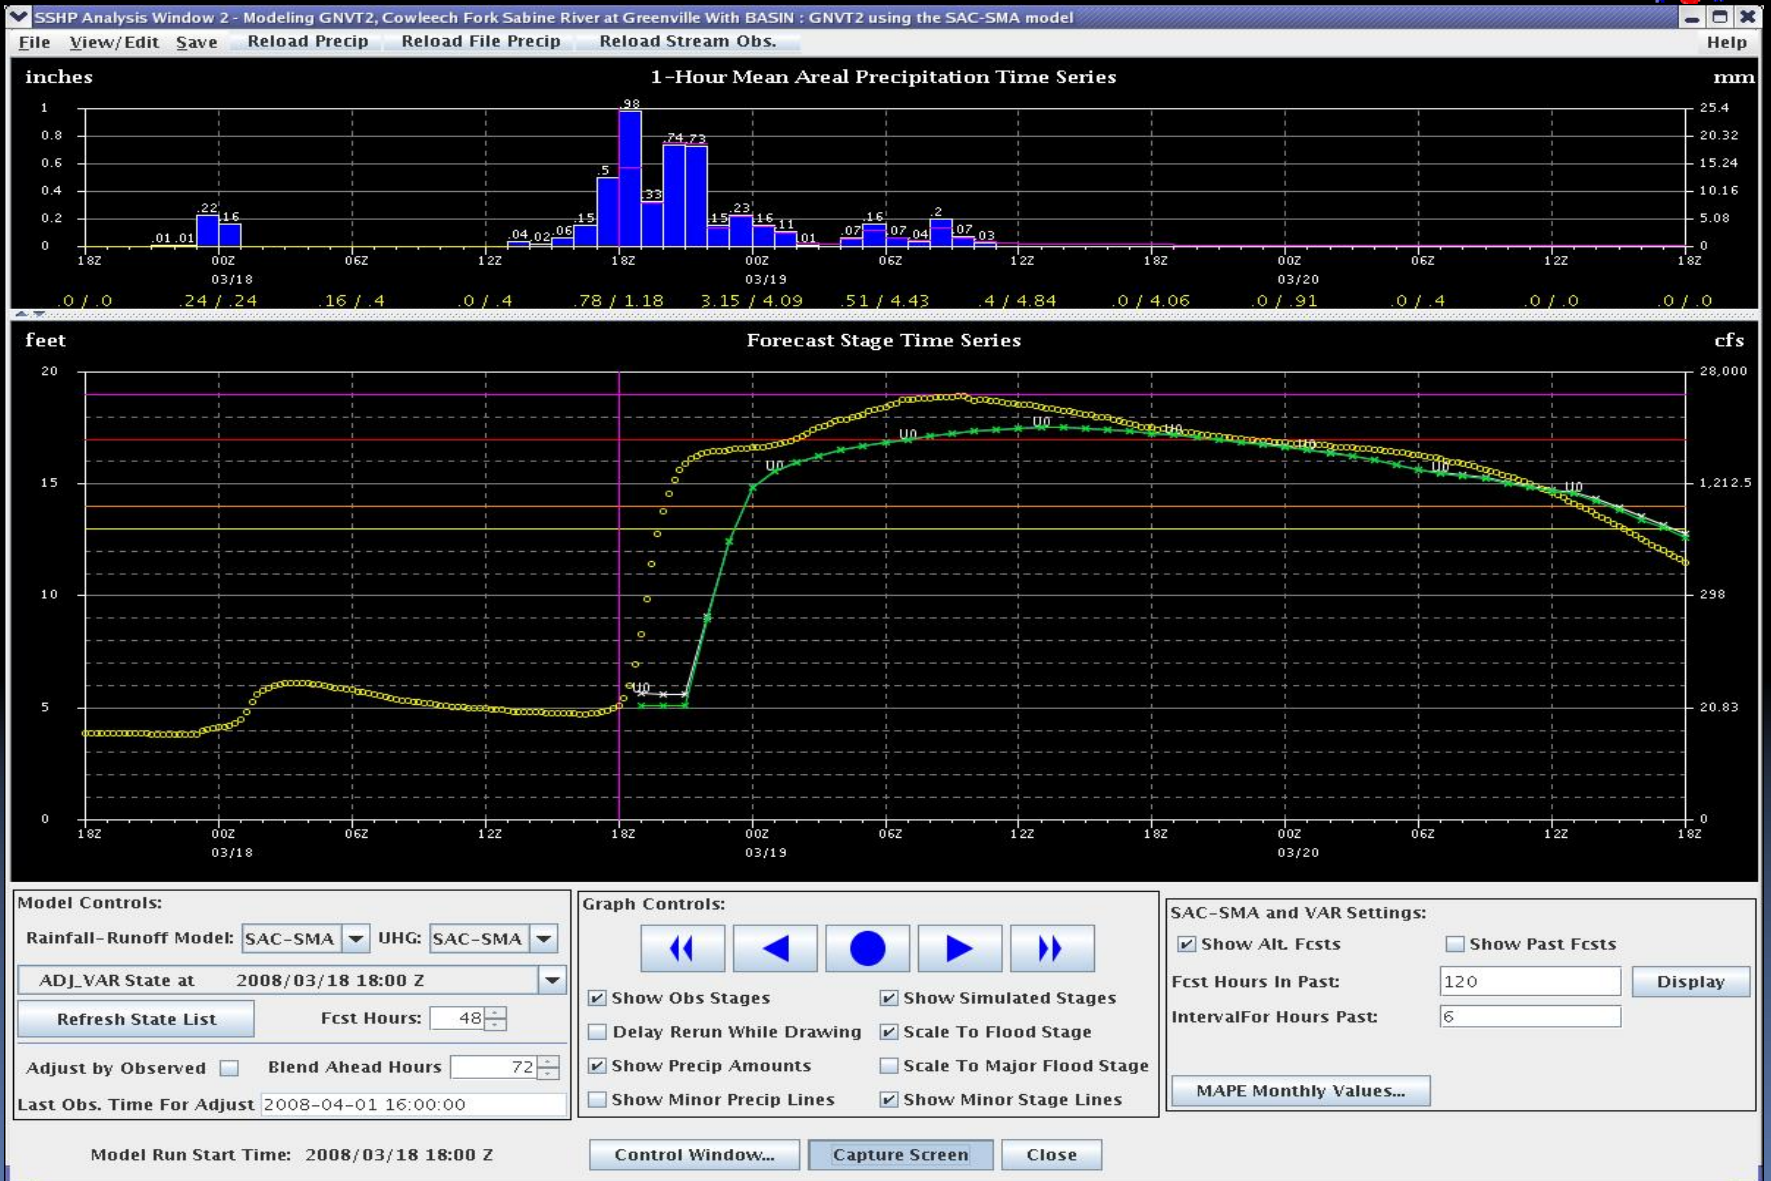 SSHP Analysis Window 2 - Modeling GNVT2, Cowleech Fork Sabine River at Greenville With BASIN : GNVT2 using the SAC-SMA model
File View/Edit Save Reload Precip Reload File Precip Reload Stream Obs. Help
inches 1-Hour Mean Areal Precipitation Time Series mm
1 .98 25.4
0.8 .74 .73 20.32
0.6 .5 15.24
0.4 .33 10.16
0.2 .22 .16 .15 .15 .23 .16 .11 .16 .2 5.08
0 .01 .01 .04 .02 .06 .01 .07 .07 .04 .07 .03 0
18Z 00Z 06Z 12Z 18Z 00Z 06Z 12Z 18Z 00Z 06Z 12Z 18Z
03/18 03/19 03/20
.0 / .0 .24 / .24 .16 / .4 .0 / .4 .78 / 1.18 3.15 / 4.09 .51 / 4.43 .4 / 4.84 .0 / 4.06 .0 / .91 .0 / .4 .0 / .0 .0 / .0
feet Forecast Stage Time Series cfs
20 28,000
U0 U0 U0 U0
15 U0 U0 U0 1,212.5
10 298
U0
5 20.83
0 0
18Z 00Z 06Z 12Z 18Z 00Z 06Z 12Z 18Z 00Z 06Z 12Z 18Z
03/18 03/19 03/20
Model Controls:
Rainfall-Runoff Model: SAC-SMA UHG: SAC-SMA
ADJ_VAR State at 2008/03/18 18:00 Z
Refresh State List Fcst Hours: 48
Adjust by Observed Blend Ahead Hours 72
Last Obs. Time For Adjust 2008-04-01 16:00:00
Graph Controls:
Show Obs Stages Show Simulated Stages
Delay Rerun While Drawing Scale To Flood Stage
Show Precip Amounts Scale To Major Flood Stage
Show Minor Precip Lines Show Minor Stage Lines
SAC-SMA and VAR Settings:
Show Alt. Fcsts Show Past Fcsts
Fcst Hours In Past: 120 Display
IntervalFor Hours Past: 6
MAPE Monthly Values...
Model Run Start Time: 2008/03/18 18:00 Z Control Window... Capture Screen Close